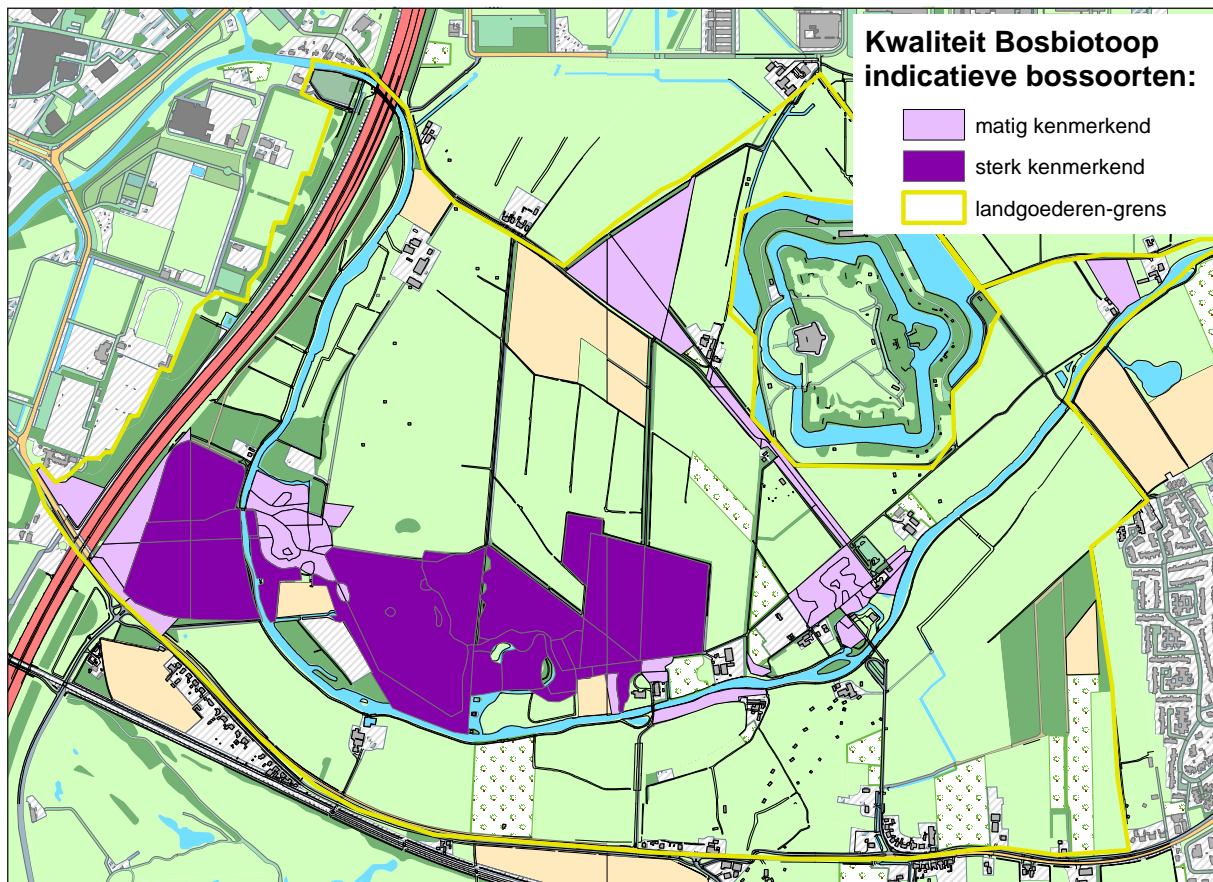 Kwaliteit Bosbiotoop
indicatieve bossoorten:
matig kenmerkend
sterk kenmerkend
landgoederen-grens